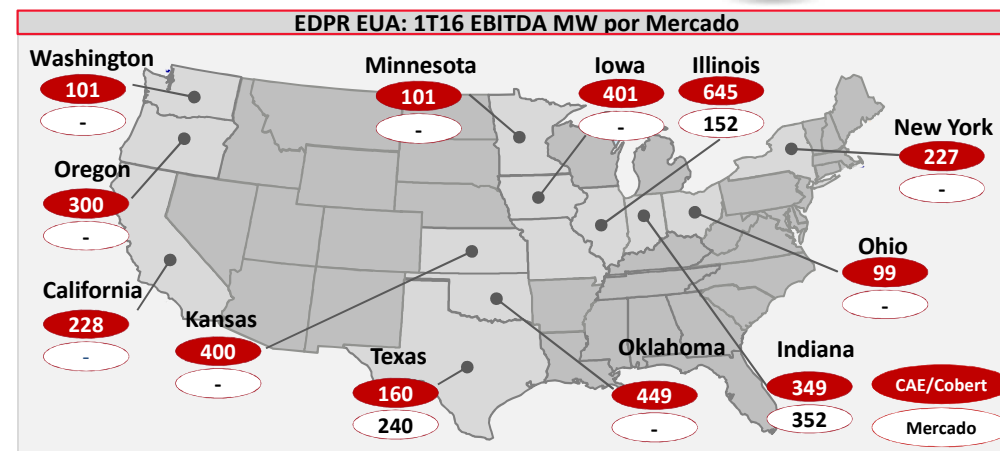 EDPR EUA: 1T16 EBITDA MW por Mercado
Washington
101
-
Minnesota
101
-
Iowa
401
-
Illinois
645
152
New York
227
-
Oregon
300
-
Ohio
99
-
California
228
-
Kansas
400
-
Texas
160
240
Oklahoma
449
-
Indiana
349
352
CAE/Cobert
Mercado